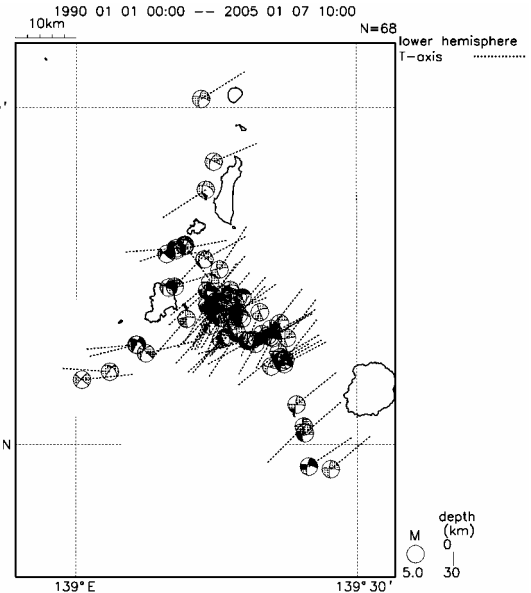 1990 01 01 00:00 -- 2005 01 07 10:00
10km
N=68
lower hemisphere
T-axis
N
depth
(km)
M
0
5.0
30
139°E
139°30'